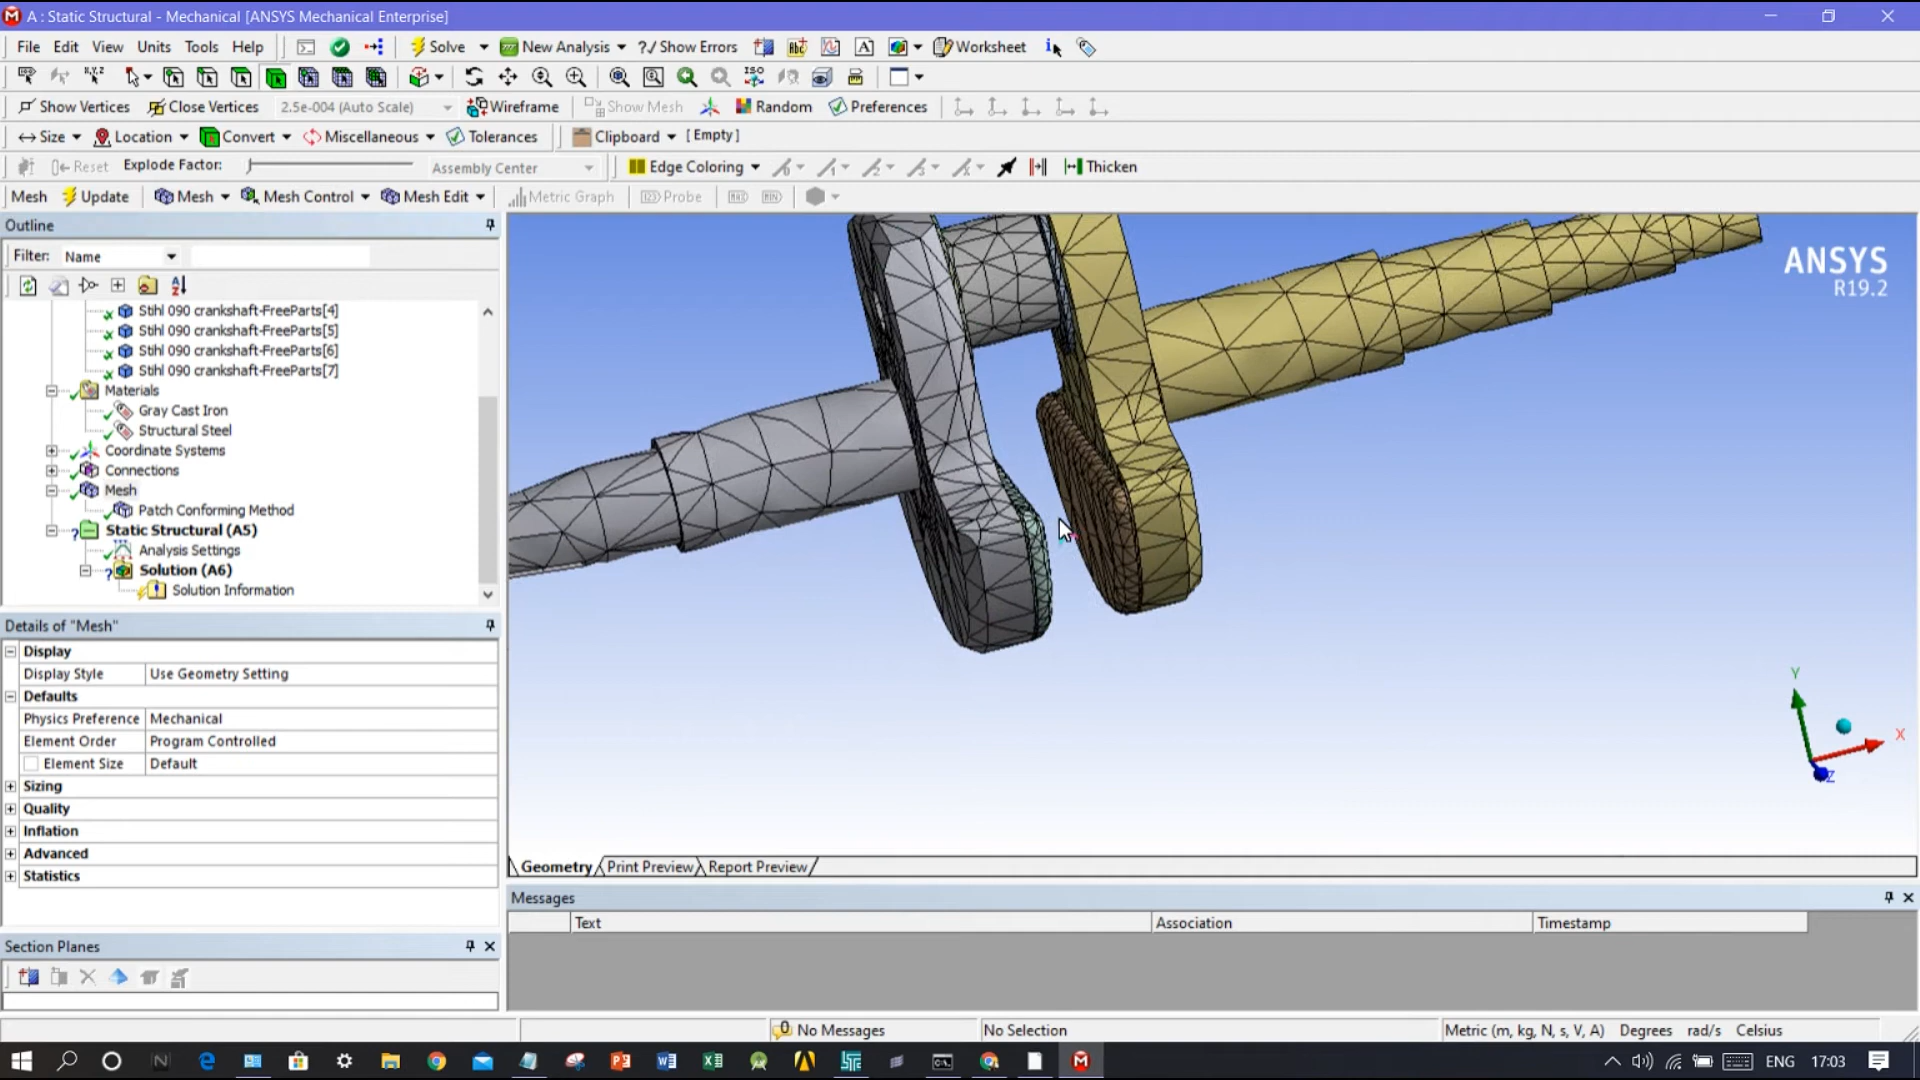 A : Static Structural - Mechanical [ANSYS Mechanical Enterprise]
File Edit View Units Tools Help Solve New Analysis ?/ Show Errors Worksheet
Show Vertices Close Vertices 2.5e-004 (Auto Scale) Wireframe Show Mesh Random Preferences
Size Location Convert Miscellaneous Tolerances Clipboard [ Empty ]
Reset Explode Factor: Assembly Center Edge Coloring Thicken
Mesh Update Mesh Mesh Control Mesh Edit Metric Graph Probe
Outline
Filter: Name
Stihl 090 crankshaft-FreeParts[4]
Stihl 090 crankshaft-FreeParts[5]
Stihl 090 crankshaft-FreeParts[6]
Stihl 090 crankshaft-FreeParts[7]
Materials
Gray Cast Iron
Structural Steel
Coordinate Systems
Connections
Mesh
Patch Conforming Method
Static Structural (A5)
Analysis Settings
Solution (A6)
Solution Information
Details of "Mesh"
Display
Display Style Use Geometry Setting
Defaults
Physics Preference Mechanical
Element Order Program Controlled
Element Size Default
Sizing
Quality
Inflation
Advanced
Statistics
Section Planes
ANSYS
R19.2
Y
X
Z
Geometry Print Preview Report Preview
Messages
Text Association Timestamp
0 No Messages No Selection Metric (m, kg, N, s, V, A) Degrees rad/s Celsius
ENG 17:03